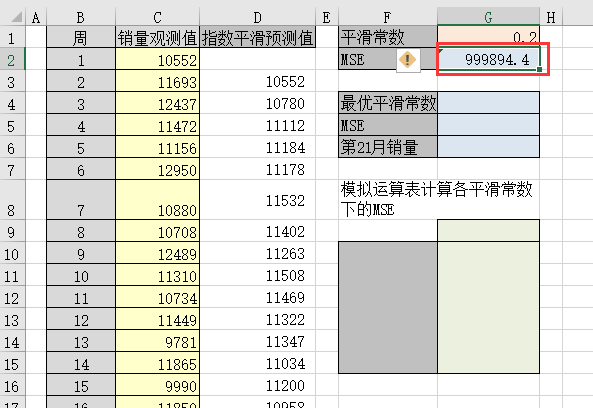 A B C D E F G H
1 周 销量观测值 指数平滑预测值 平滑常数 0.2
2 1 10552 MSE 999894.4
3 2 11693 10552
4 3 12437 10780 最优平滑常数
5 4 11472 11112 MSE
6 5 11156 11184 第21月销量
7 6 12950 11178
8 7 10880 11532 模拟运算表计算各平滑常数
下的MSE
9 8 10708 11402
10 9 12489 11263
11 10 11310 11508
12 11 10734 11469
13 12 11449 11322
14 13 9781 11347
15 14 11865 11034
16 15 9990 11200
17 16 11850 10958